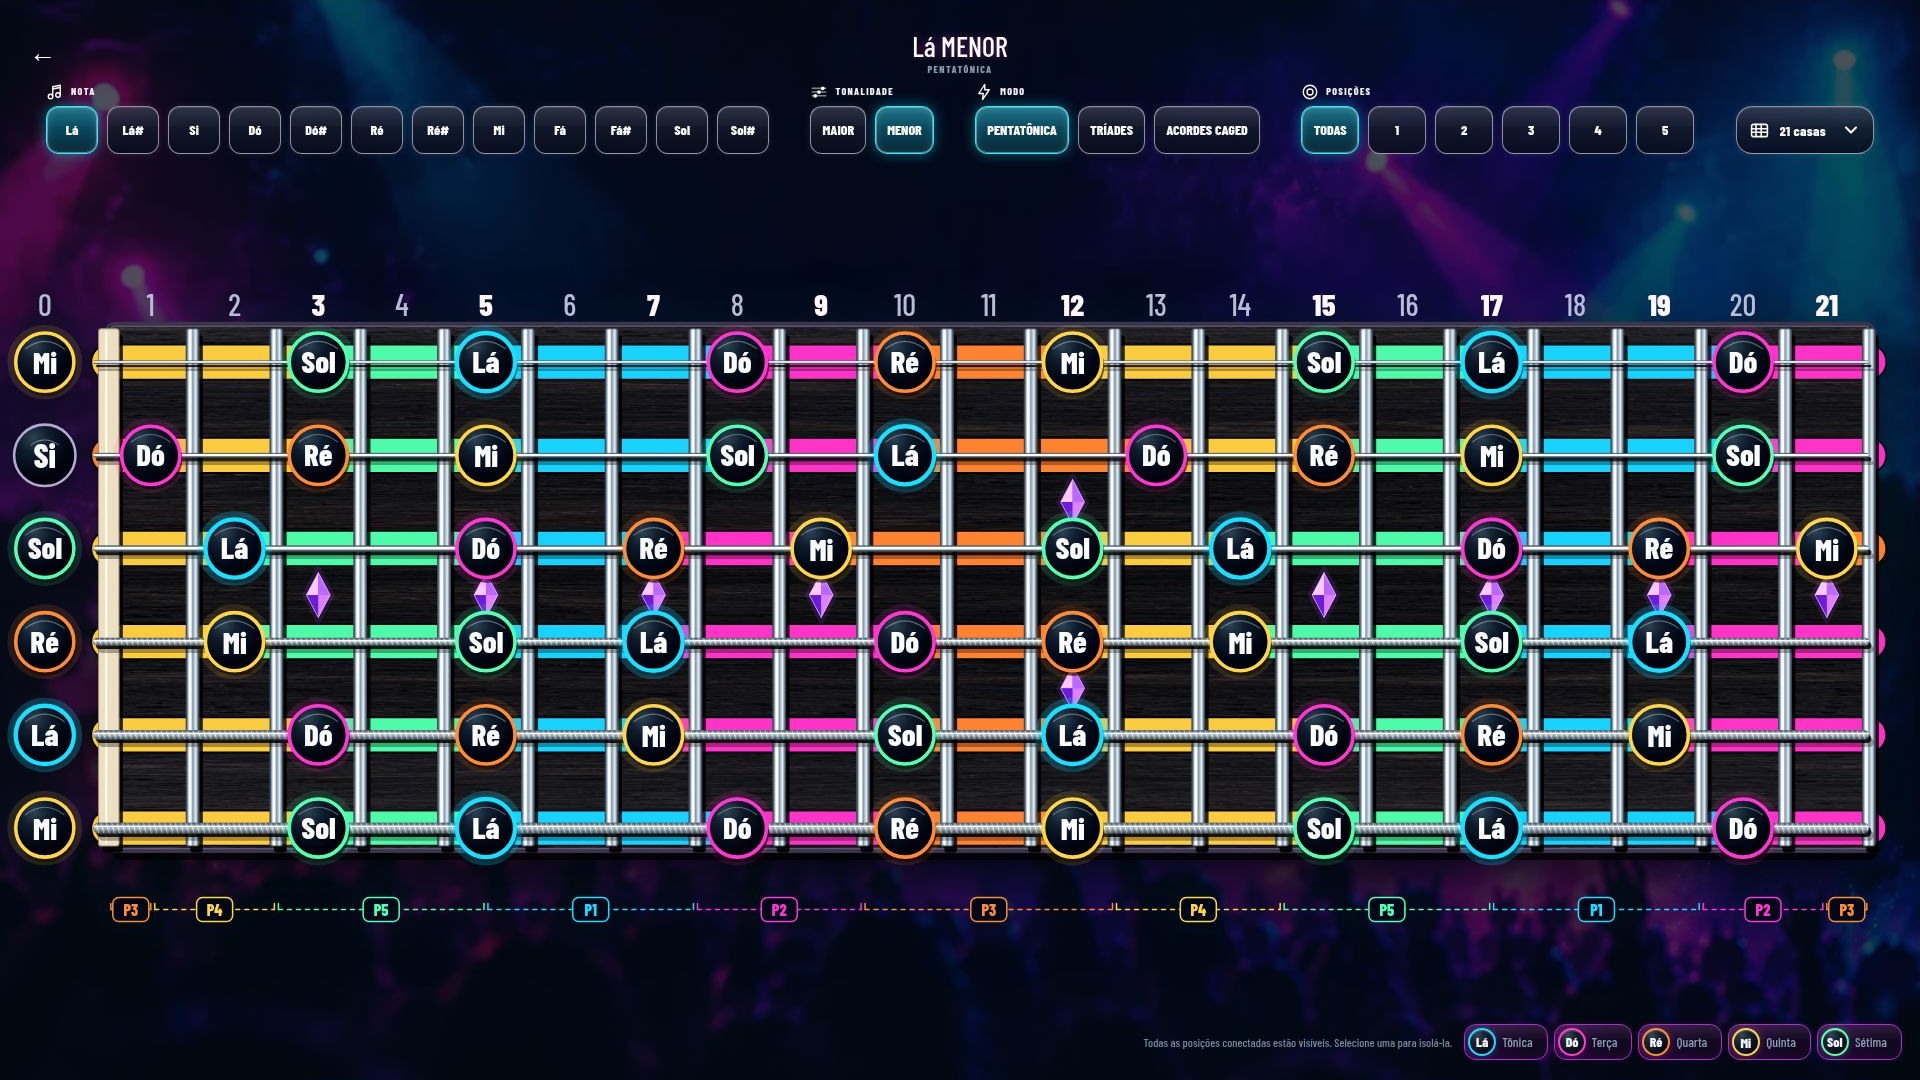 ←
Lá MENOR
PENTATÔNICA
NOTA TONALIDADE MODO POSIÇÕES
Lá Lá# Si Dó Dó# Ré Ré# Mi Fá Fá# Sol Sol# MAIOR MENOR PENTATÔNICA TRÍADES ACORDES CAGED TODAS 1 2 3 4 5 21 casas
0 1 2 3 4 5 6 7 8 9 10 11 12 13 14 15 16 17 18 19 20 21
Mi Sol Lá Dó Ré Mi Sol Lá Dó
Si Dó Ré Mi Sol Lá Dó Ré Mi Sol
Sol Lá Dó Ré Mi Sol Lá Dó Ré Mi
Ré Mi Sol Lá Dó Ré Mi Sol Lá
Lá Dó Ré Mi Sol Lá Dó Ré Mi
Mi Sol Lá Dó Ré Mi Sol Lá Dó
P3 P4 P5 P1 P2 P3 P4 P5 P1 P2 P3
Todas as posições conectadas estão visíveis. Selecione uma para isolá-la. Lá Tônica Dó Terça Ré Quarta Mi Quinta Sol Sétima